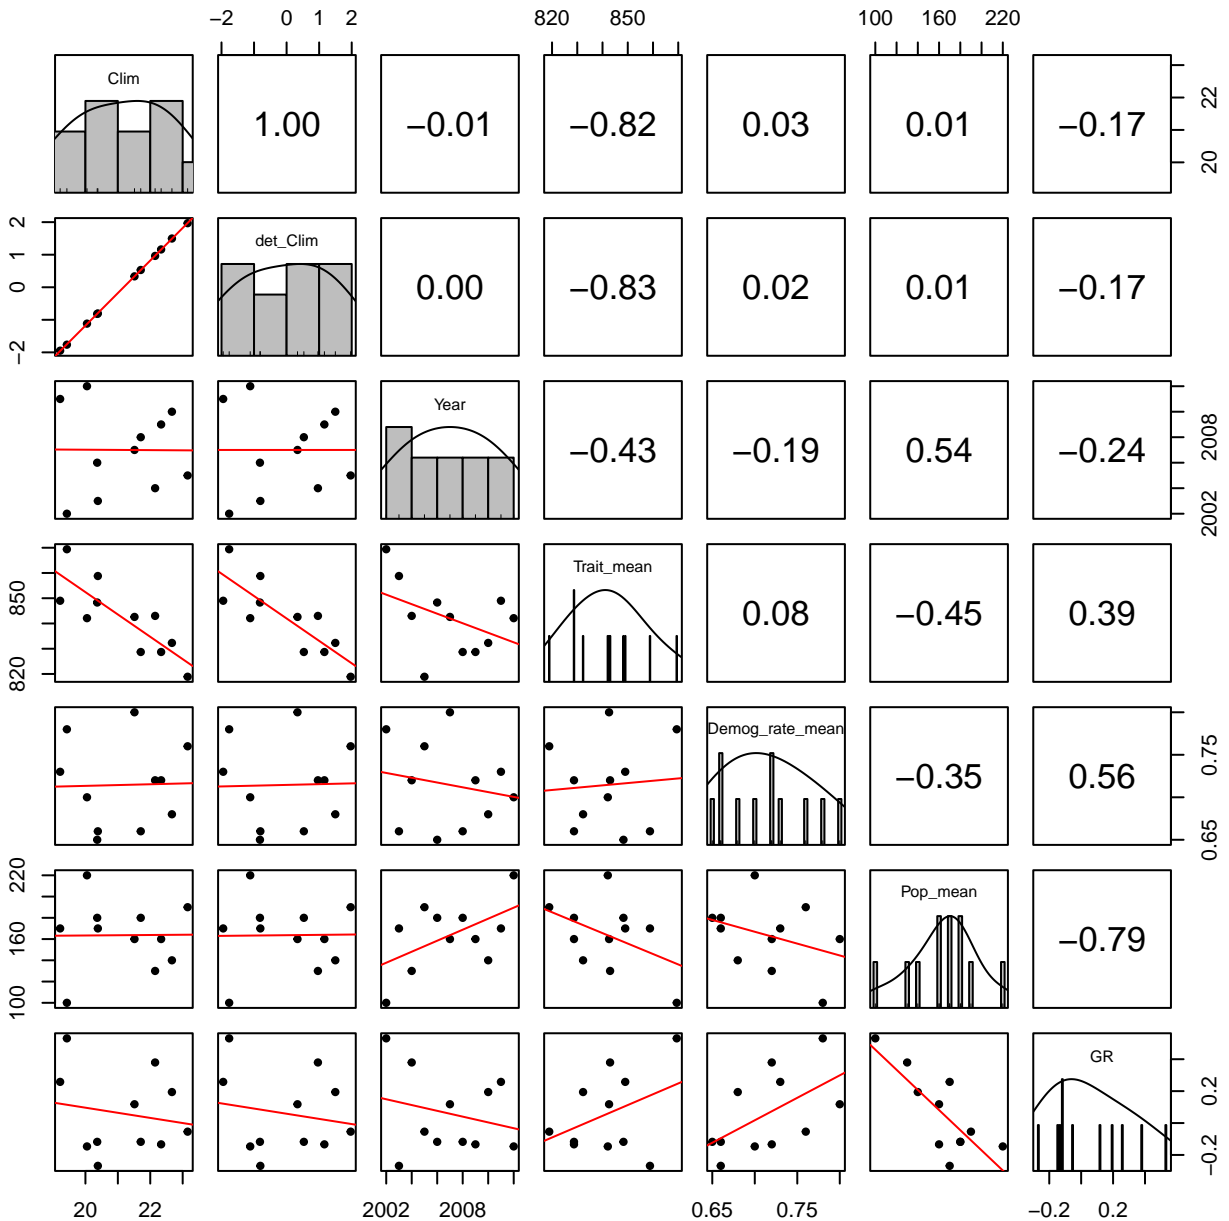 −2 0 1 2 820 850 100 160 220
Clim 1.00 −0.01 −0.82 0.03 0.01 −0.17
20 22
det_Clim 0.00 −0.83 0.02 0.01 −0.17
−2 0 1 2
Year −0.43 −0.19 0.54 −0.24
2002 2008
Trait_mean 0.08 −0.45 0.39
820 850
Demog_rate_mean −0.35 0.56
0.65 0.75
Pop_mean −0.79
100 160 220
GR
−0.2 0.2
20 22 2002 2008 0.65 0.75 −0.2 0.2